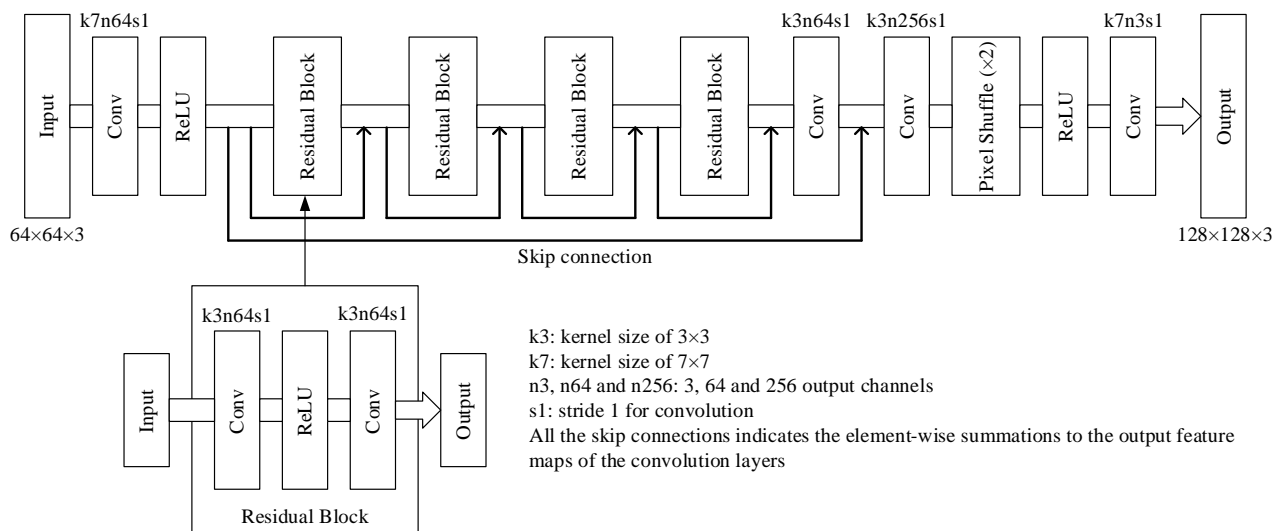 k7n64s1
k3n64s1
k3n256s1
k7n3s1
Input
Conv
ReLU
Residual Block
Residual Block
Residual Block
Residual Block
Conv
Conv
Pixel Shuffle (×2)
ReLU
Conv
Output
64×64×3
128×128×3
Skip connection
k3n64s1
k3n64s1
Input
Conv
ReLU
Conv
Output
Residual Block
k3: kernel size of 3×3
k7: kernel size of 7×7
n3, n64 and n256: 3, 64 and 256 output channels
s1: stride 1 for convolution
All the skip connections indicates the element-wise summations to the output feature
maps of the convolution layers